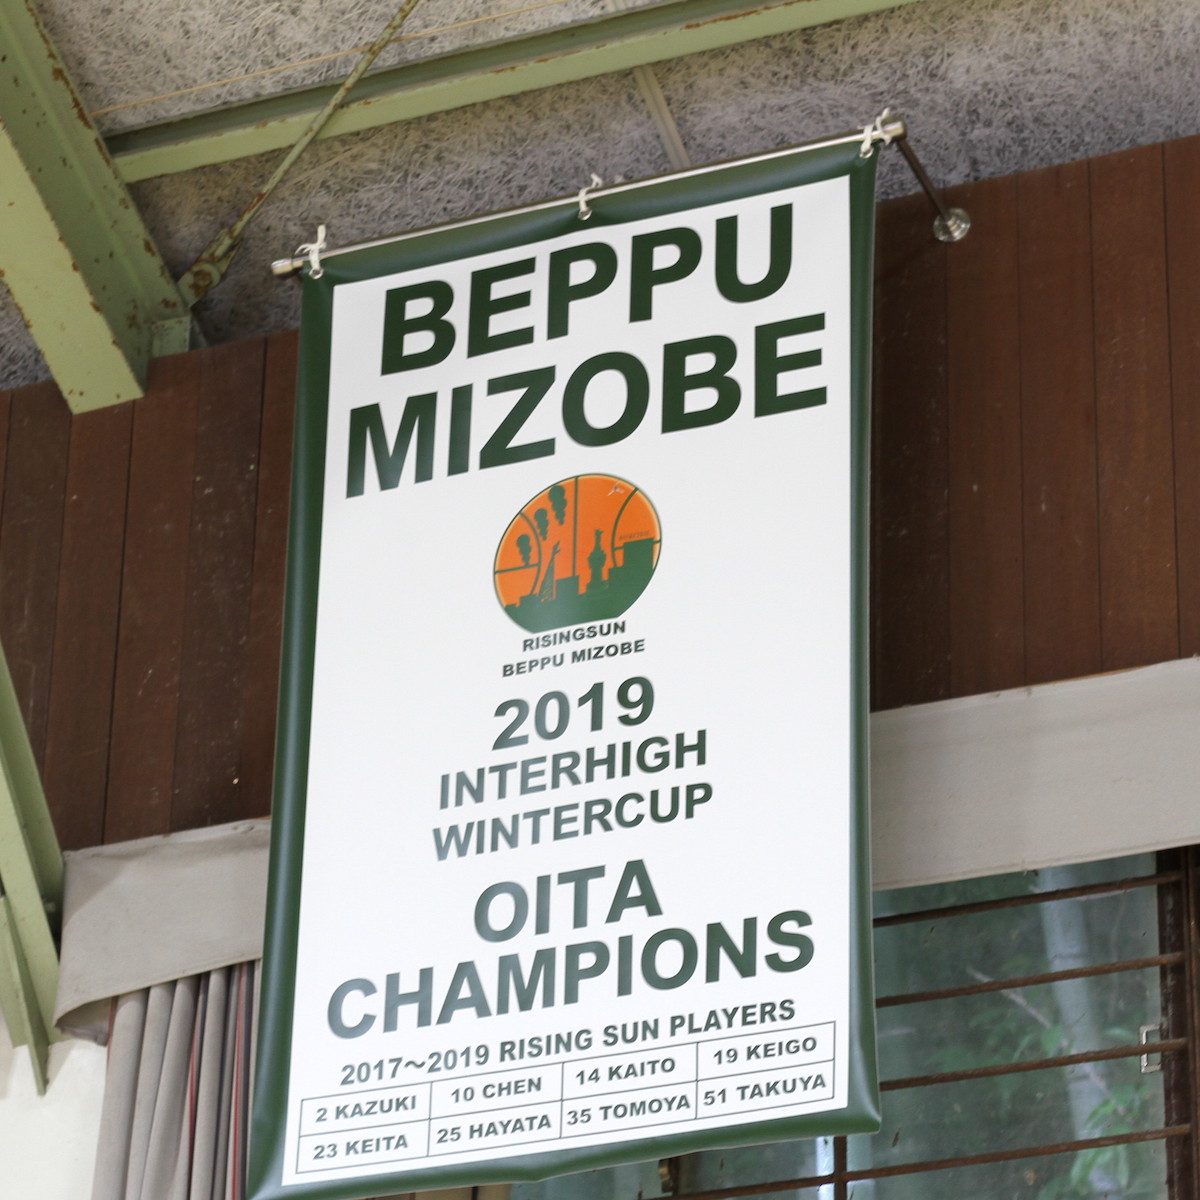 BEPPU
MIZOBE
RISINGSUN
BEPPU MIZOBE
2019
INTERHIGH
WINTERCUP
OITA
CHAMPIONS
2017～2019 RISING SUN PLAYERS
2 KAZUKI 10 CHEN 14 KAITO 19 KEIGO
23 KEITA 25 HAYATA 35 TOMOYA 51 TAKUYA